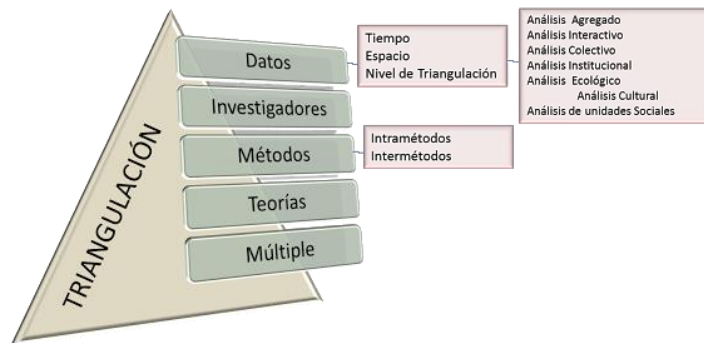 TRIANGULACIÓN
Datos
Investigadores
Métodos
Teorías
Múltiple
Tiempo
Espacio
Nivel de Triangulación
Intramétodos
Intermétodos
Análisis Agregado
Análisis Interactivo
Análisis Colectivo
Análisis Institucional
Análisis Ecológico
Análisis Cultural
Análisis de unidades Sociales